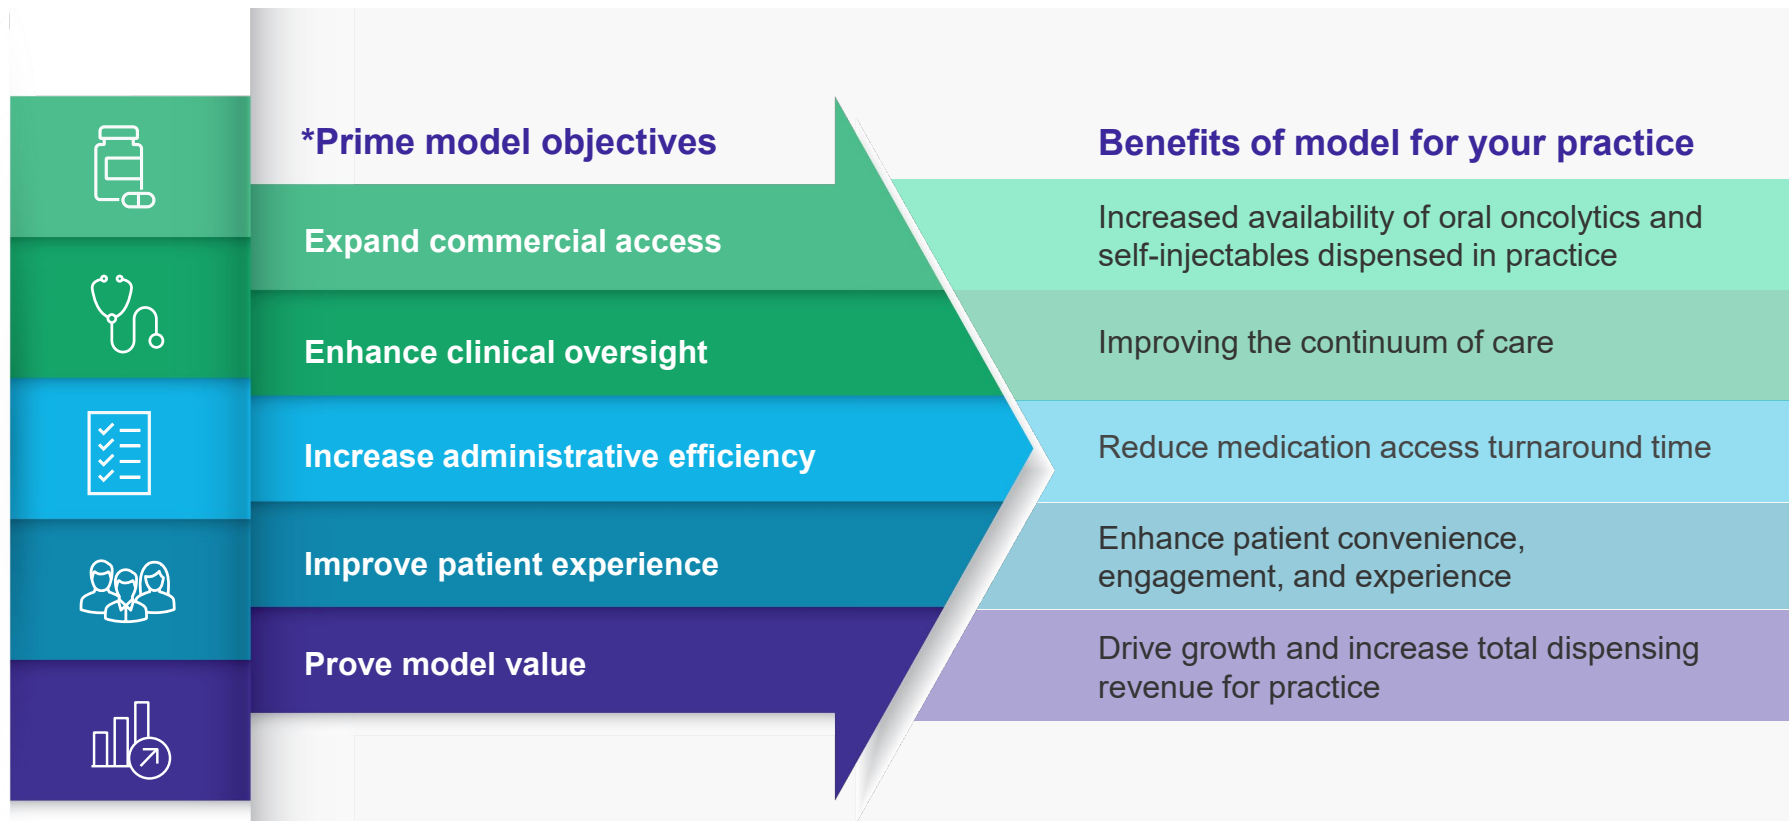 *Prime model objectives
Expand commercial access
Enhance clinical oversight
Increase administrative efficiency
Improve patient experience
Prove model value
Benefits of model for your practice
Increased availability of oral oncolytics and
self-injectables dispensed in practice
Improving the continuum of care
Reduce medication access turnaround time
Enhance patient convenience,
engagement, and experience
Drive growth and increase total dispensing
revenue for practice